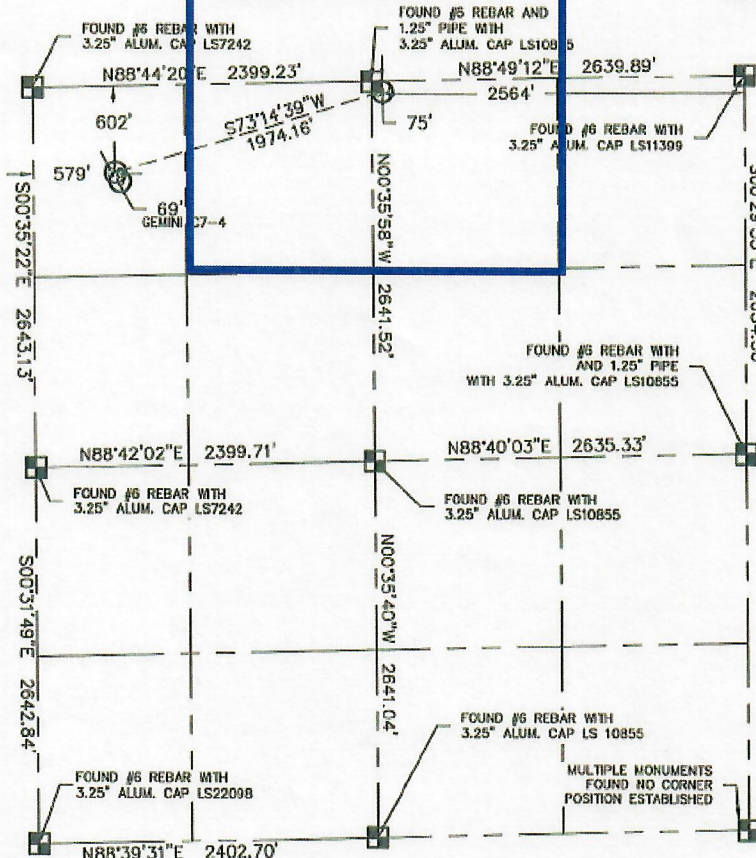 FOUND #6 REBAR WITH
3.25" ALUM. CAP LS7242
FOUND #6 REBAR AND
1.25" PIPE WITH
3.25" ALUM. CAP
N88°44'20"E 2399.23'
N88°49'12"E 2639.89'
2564'
602'
S73°14'39"W
1974.16'
75'
FOUND #6 REBAR WITH
3.25" ALUM. CAP LS11399
579'
69'
GEMINI C7-4
S00°35'22"E 2643.13'
N00°35'58"W 2641.52'
FOUND #6 REBAR WITH
AND 1.25" PIPE
WITH 3.25" ALUM. CAP LS10855
N88°42'02"E 2399.71'
N88°40'03"E 2635.33'
FOUND #6 REBAR WITH
3.25" ALUM. CAP LS7242
FOUND #6 REBAR WITH
3.25" ALUM. CAP LS10855
S00°31'49"E 2642.84'
N00°35'40"W 2641.04'
FOUND #6 REBAR WITH
3.25" ALUM. CAP LS 10855
FOUND #6 REBAR WITH
3.25" ALUM. CAP LS22098
MULTIPLE MONUMENTS
FOUND NO CORNER
POSITION ESTABLISHED
N88°39'31"E 2402.70'